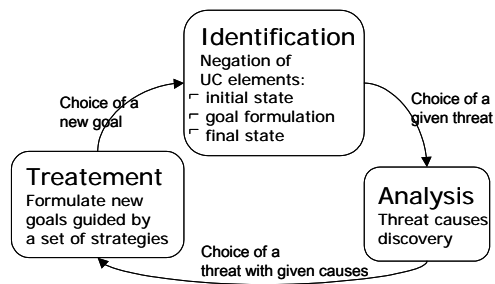 Identification
Negation of
UC elements:
⌐ initial state
⌐ goal formulation
⌐ final state
Choice of a
new goal
Choice of a
given threat
Treatement
Formulate new
goals guided by
a set of strategies
Analysis
Threat causes
discovery
Choice of a
threat with given causes